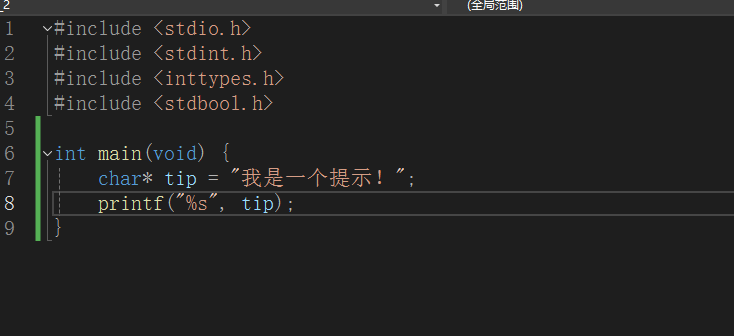 _2 (全局范围)
1 #include <stdio.h>
2 #include <stdint.h>
3 #include <inttypes.h>
4 #include <stdbool.h>
5
6 int main(void) {
7 char* tip = "我是一个提示！";
8 printf("%s", tip);
9 }